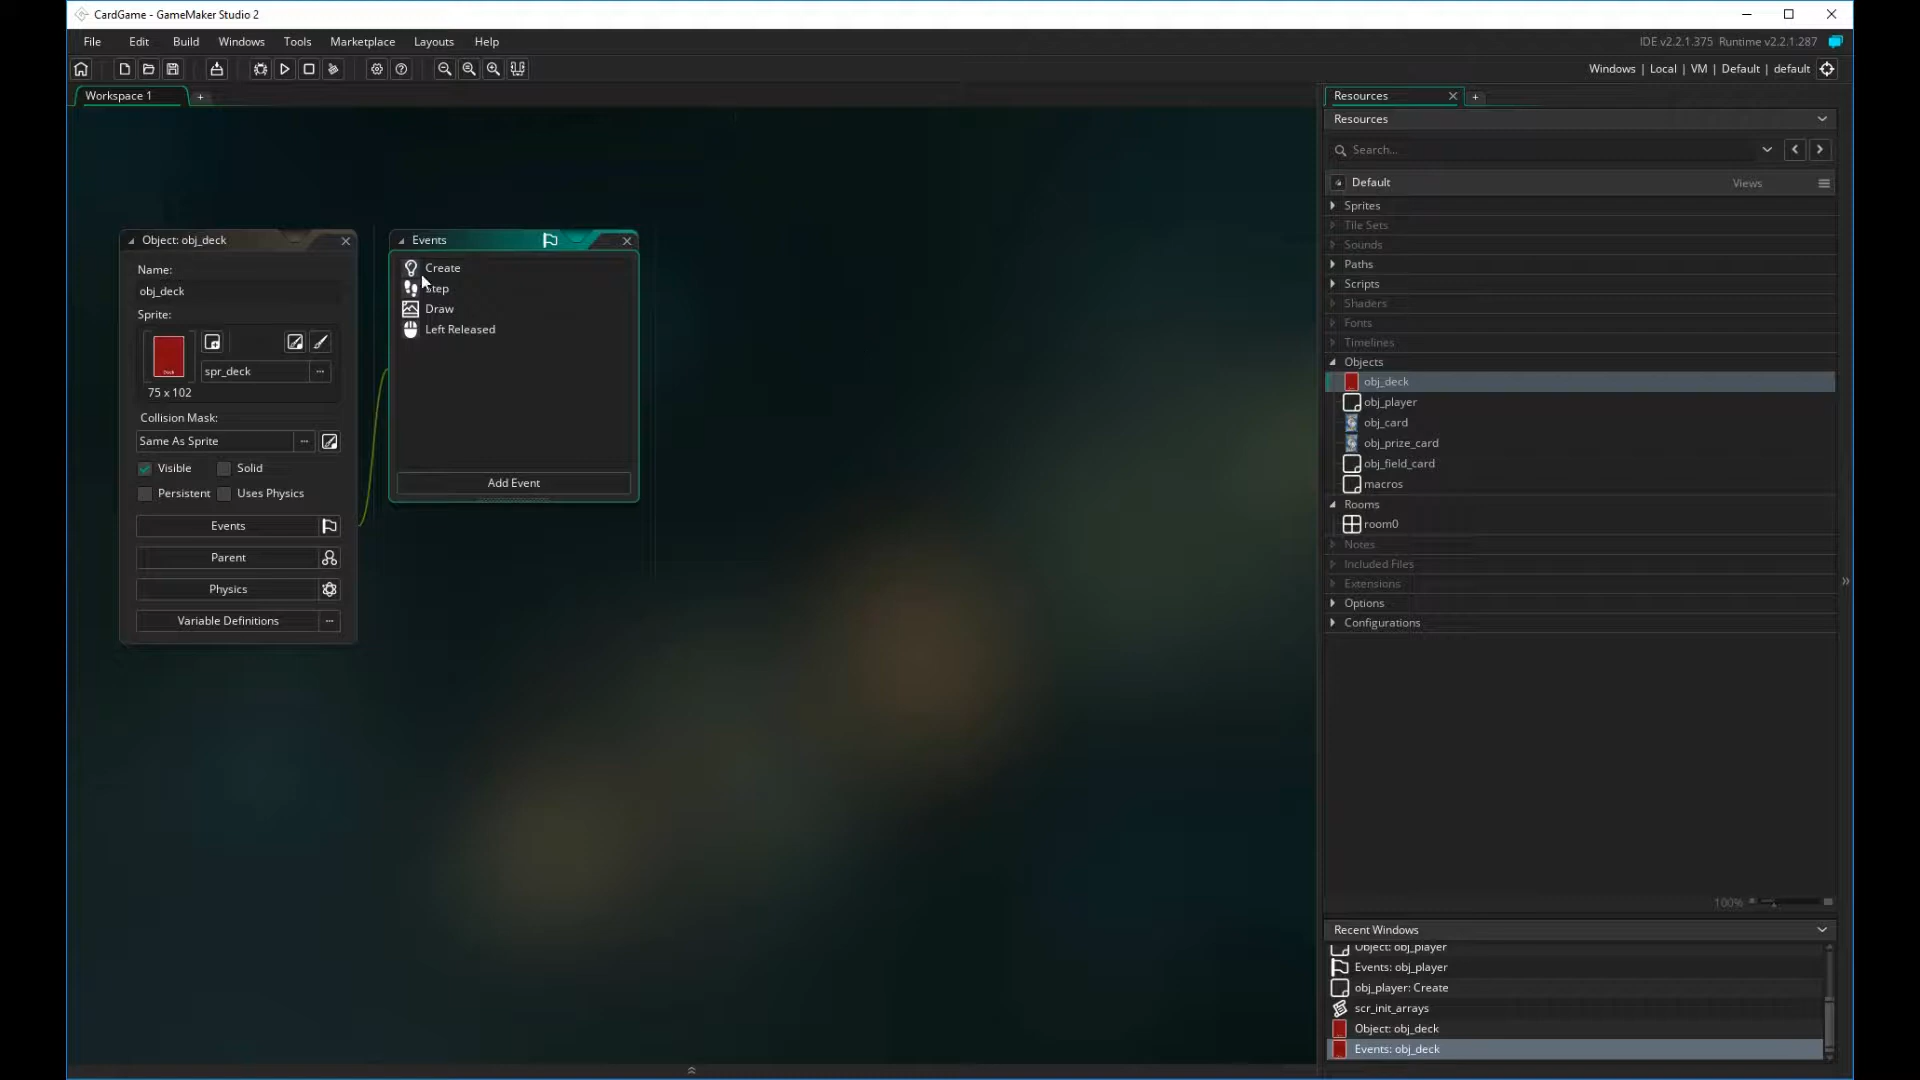 CardGame - GameMaker Studio 2
File Edit Build Windows Tools Marketplace Layouts Help
IDE v2.2.1.375 Runtime v2.2.1.287
Windows | Local | VM | Default | default
Workspace 1
Resources
Resources
Search...
Default
Views
Sprites
Tile Sets
Sounds
Paths
Scripts
Shaders
Fonts
Timelines
Objects
obj_deck
obj_player
obj_card
obj_prize_card
obj_field_card
macros
Rooms
room0
Notes
Included Files
Extensions
Options
Configurations
100%
Recent Windows
Object: obj_player
Events: obj_player
obj_player: Create
scr_init_arrays
Object: obj_deck
Events: obj_deck
Object: obj_deck
Name:
obj_deck
Sprite:
spr_deck
75 x 102
Collision Mask:
Same As Sprite
Visible Solid
Persistent Uses Physics
Events
Parent
Physics
Variable Definitions
Events
Create
Step
Draw
Left Released
Add Event